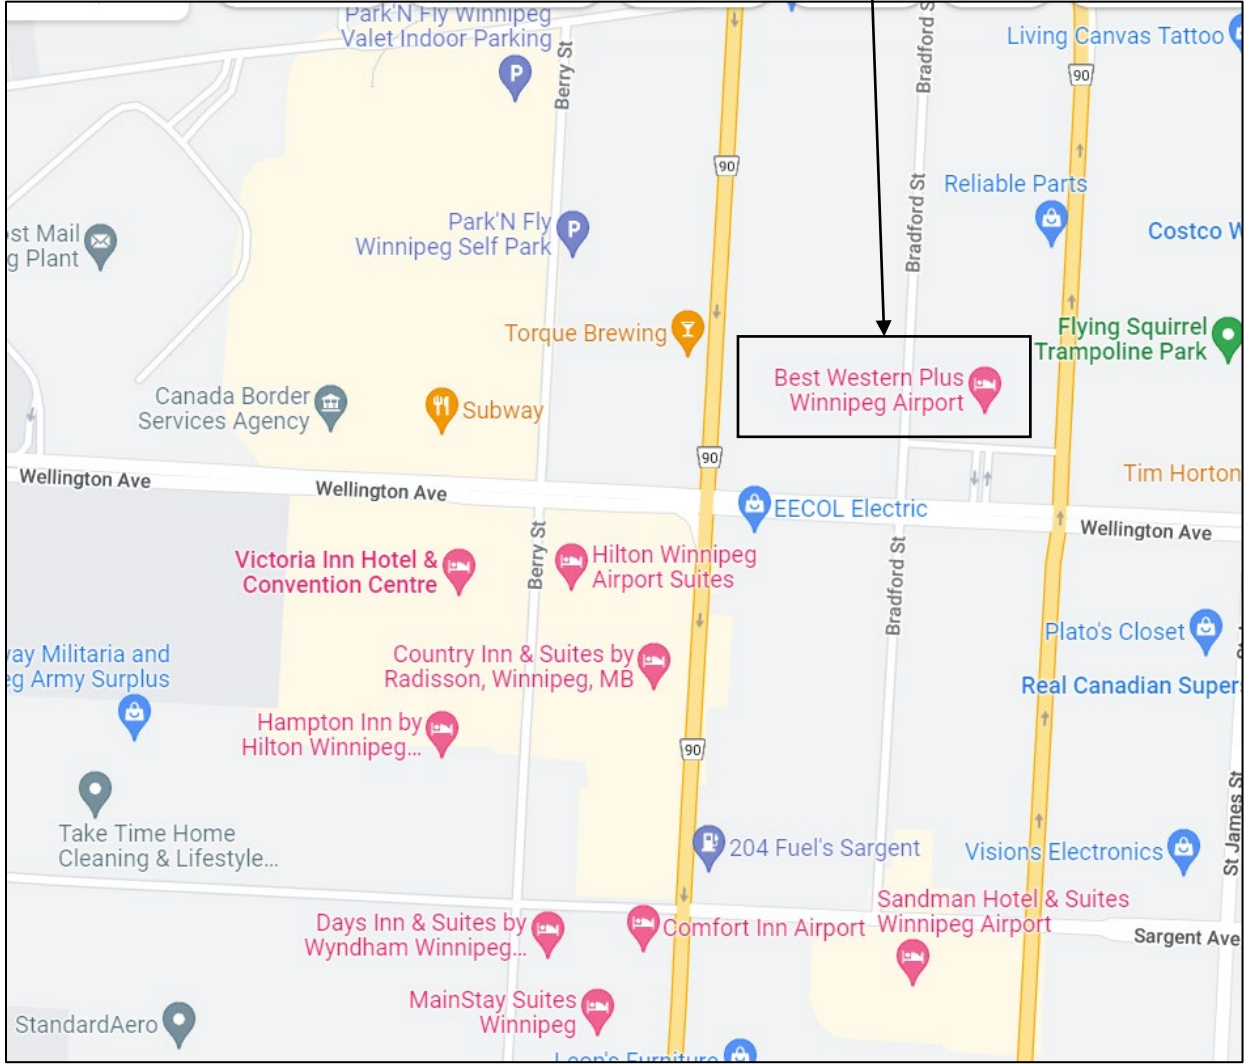 Park'N Fly Winnipeg
Valet Indoor Parking
P
Berry St
Bradford S
Living Canvas Tattoo
90
90
Bradford St
Reliable Parts
Park'N Fly
Winnipeg Self Park
P
st Mail
g Plant
Costco W
Torque Brewing
Flying Squirrel
Trampoline Park
Best Western Plus
Winnipeg Airport
Canada Border
Services Agency
Subway
90
Tim Horton
Wellington Ave
Wellington Ave
EECOL Electric
Wellington Ave
Victoria Inn Hotel &
Convention Centre
Berry St
Hilton Winnipeg
Airport Suites
Bradford St
Plato's Closet
way Militaria and
eg Army Surplus
Country Inn & Suites by
Radisson, Winnipeg, MB
Real Canadian Super
Hampton Inn by
Hilton Winnipeg...
90
Take Time Home
Cleaning & Lifestyle...
204 Fuel's Sargent
Visions Electronics
St James St
Sandman Hotel & Suites
Winnipeg Airport
Days Inn & Suites by
Wyndham Winnipeg...
Comfort Inn Airport
Sargent Ave
MainStay Suites
Winnipeg
StandardAero
Leon's Furniture